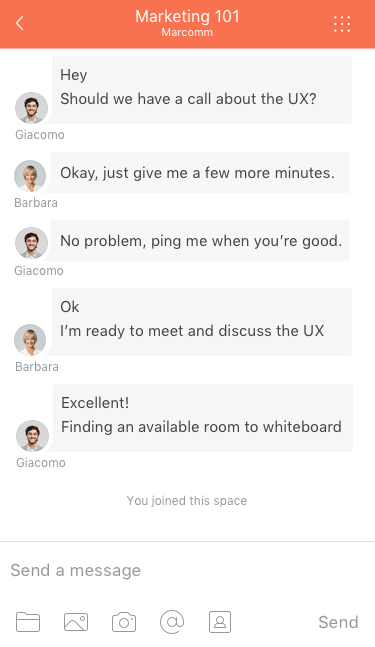 Marketing 101
Marcomm
Hey
Should we have a call about the UX?
Giacomo
Okay, just give me a few more minutes.
Barbara
No problem, ping me when you’re good.
Giacomo
Ok
I’m ready to meet and discuss the UX
Barbara
Excellent!
Finding an available room to whiteboard
Giacomo
You joined this space
Send a message
@
Send